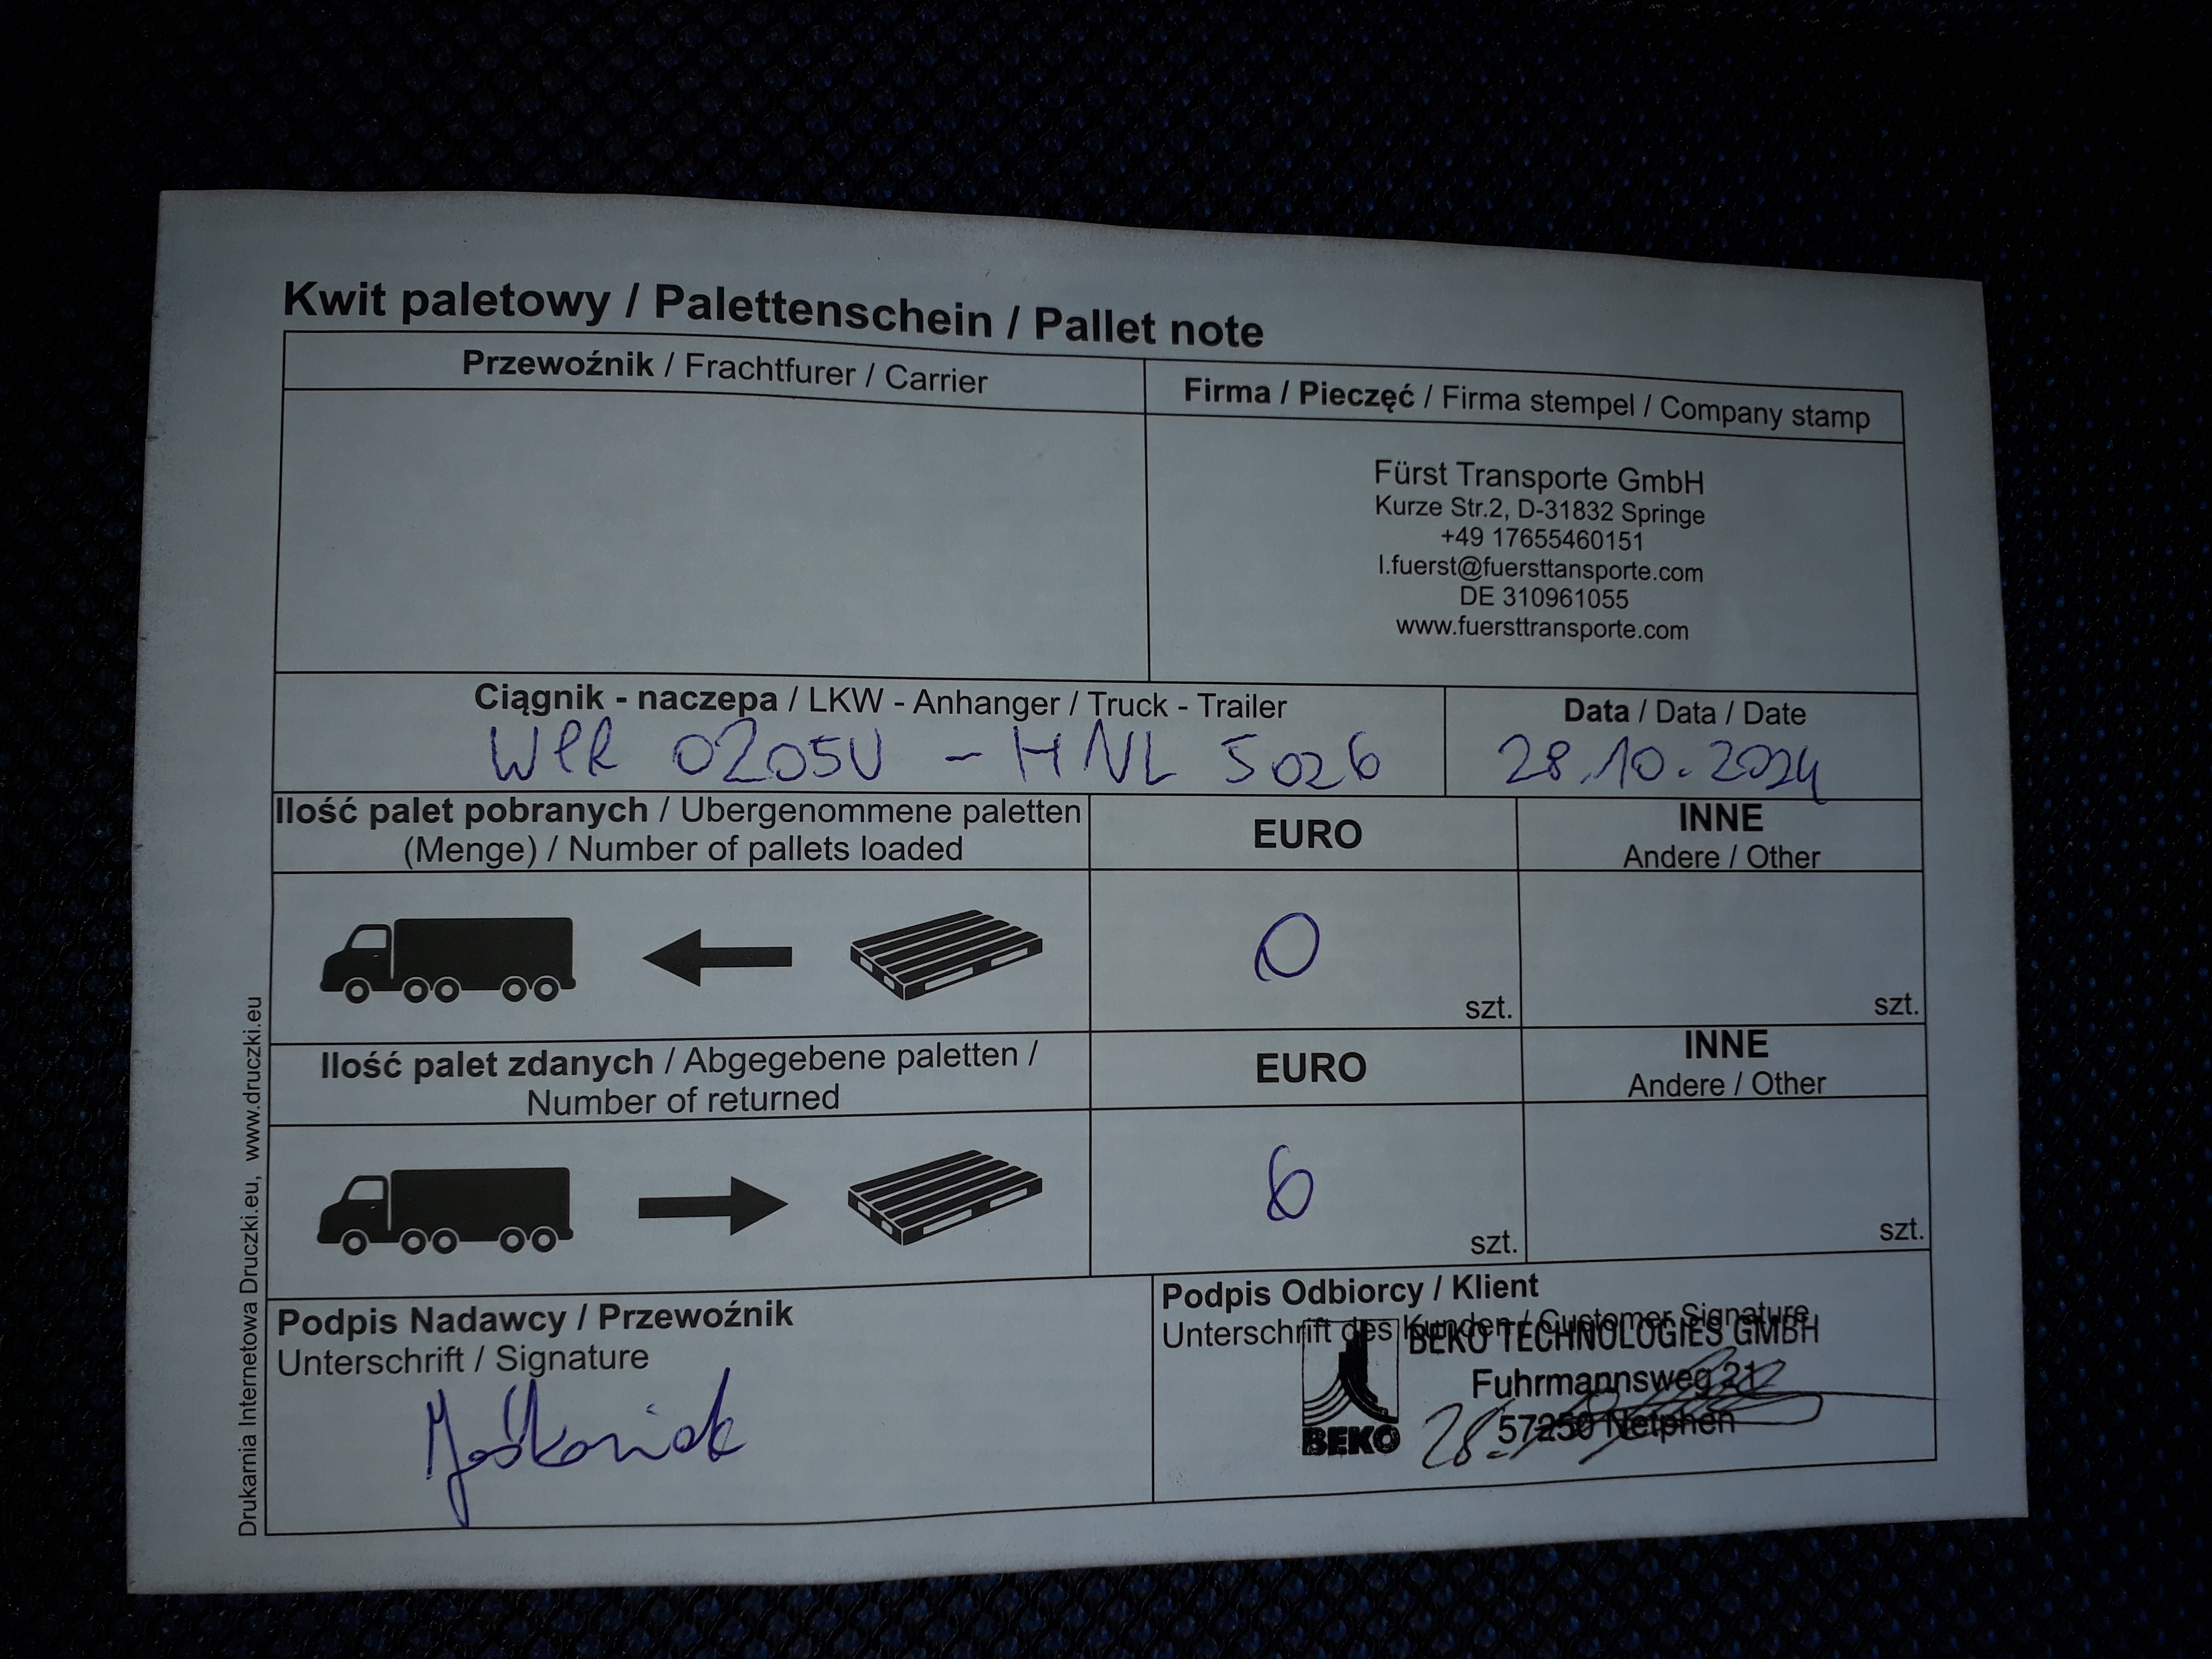 Kwit paletowy / Palettenschein / Pallet note
Przewoźnik / Frachtfurer / Carrier
Firma / Pieczęć / Firma stempel / Company stamp
Fürst Transporte GmbH
Kurze Str.2, D-31832 Springe
+49 17655460151
l.fuerst@fuersttansporte.com
DE 310961055
www.fuersttransporte.com
Ciągnik - naczepa / LKW - Anhanger / Truck - Trailer
WPR 0205U - HNL 5026
Data / Data / Date
28.10.2024
Ilość palet pobranych / Ubergenommene paletten
(Menge) / Number of pallets loaded
EURO
INNE
Andere / Other
0
szt.
szt.
Ilość palet zdanych / Abgegebene paletten /
Number of returned
EURO
INNE
Andere / Other
6
szt.
szt.
Podpis Nadawcy / Przewoźnik
Unterschrift / Signature
Podpis Odbiorcy / Klient
Unterschrift des Kunden / Customer Signature
BEKO TECHNOLOGIES GMBH
Fuhrmannsweg 21
57250 Netphen
BEKO
28.
Drukarnia Internetowa Druczki.eu, www.druczki.eu